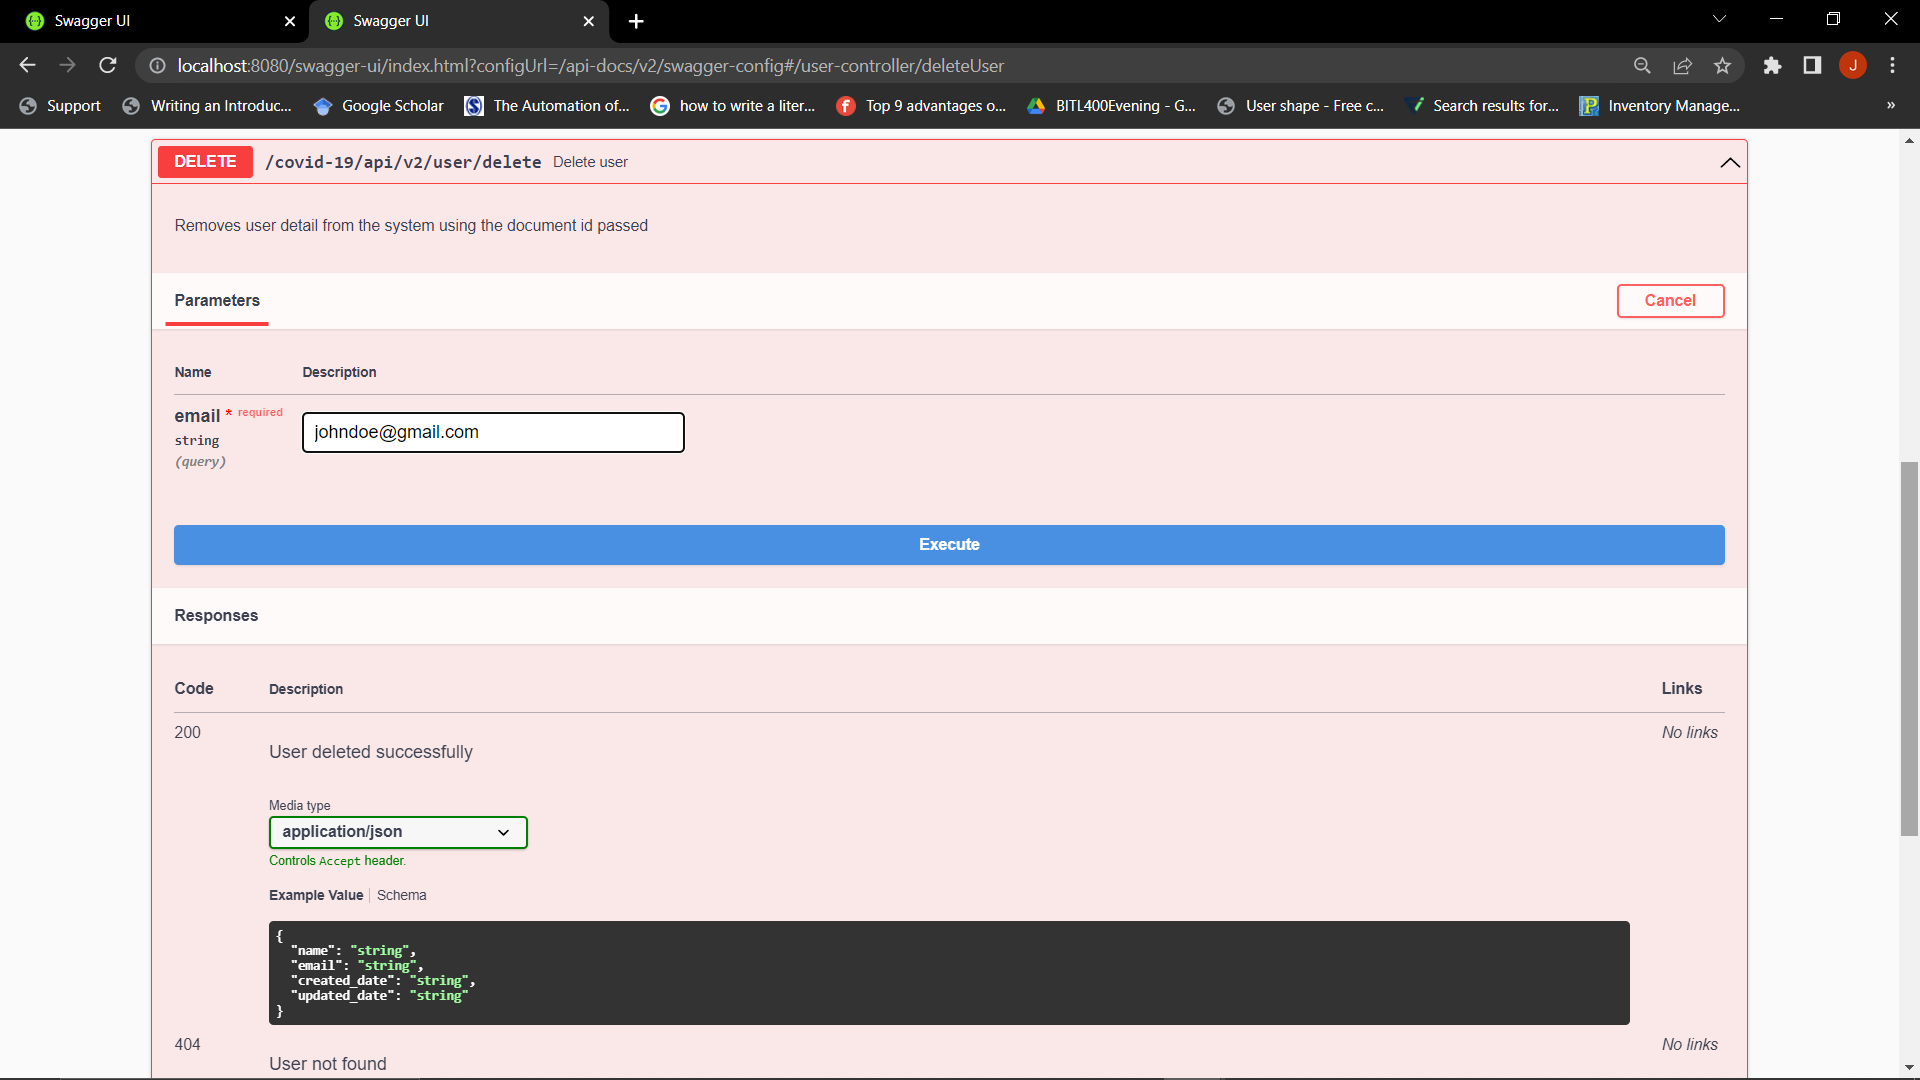 Swagger UI
Swagger UI
localhost:8080/swagger-ui/index.html?configUrl=/api-docs/v2/swagger-config#/user-controller/deleteUser
J
Support
Writing an Introduc...
Google Scholar
The Automation of...
how to write a liter...
Top 9 advantages o...
BITL400Evening - G...
User shape - Free c...
Search results for...
Inventory Manage...
»
DELETE /covid-19/api/v2/user/delete Delete user
Removes user detail from the system using the document id passed
Parameters
Cancel
Name Description
email * required
string
(query)
johndoe@gmail.com
Execute
Responses
Code Description Links
200 No links
User deleted successfully
Media type
application/json
Controls Accept header.
Example Value Schema
{
"name": "string",
"email": "string",
"created_date": "string",
"updated_date": "string"
}
404 No links
User not found